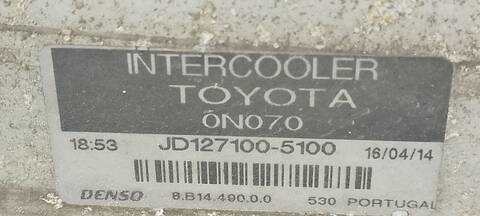 INTERCOOLER
TOYOTA
0N070
18:53 JD127100-5100 16/04/14
DENSO 8.B14.490.0.0 530 PORTUGAL